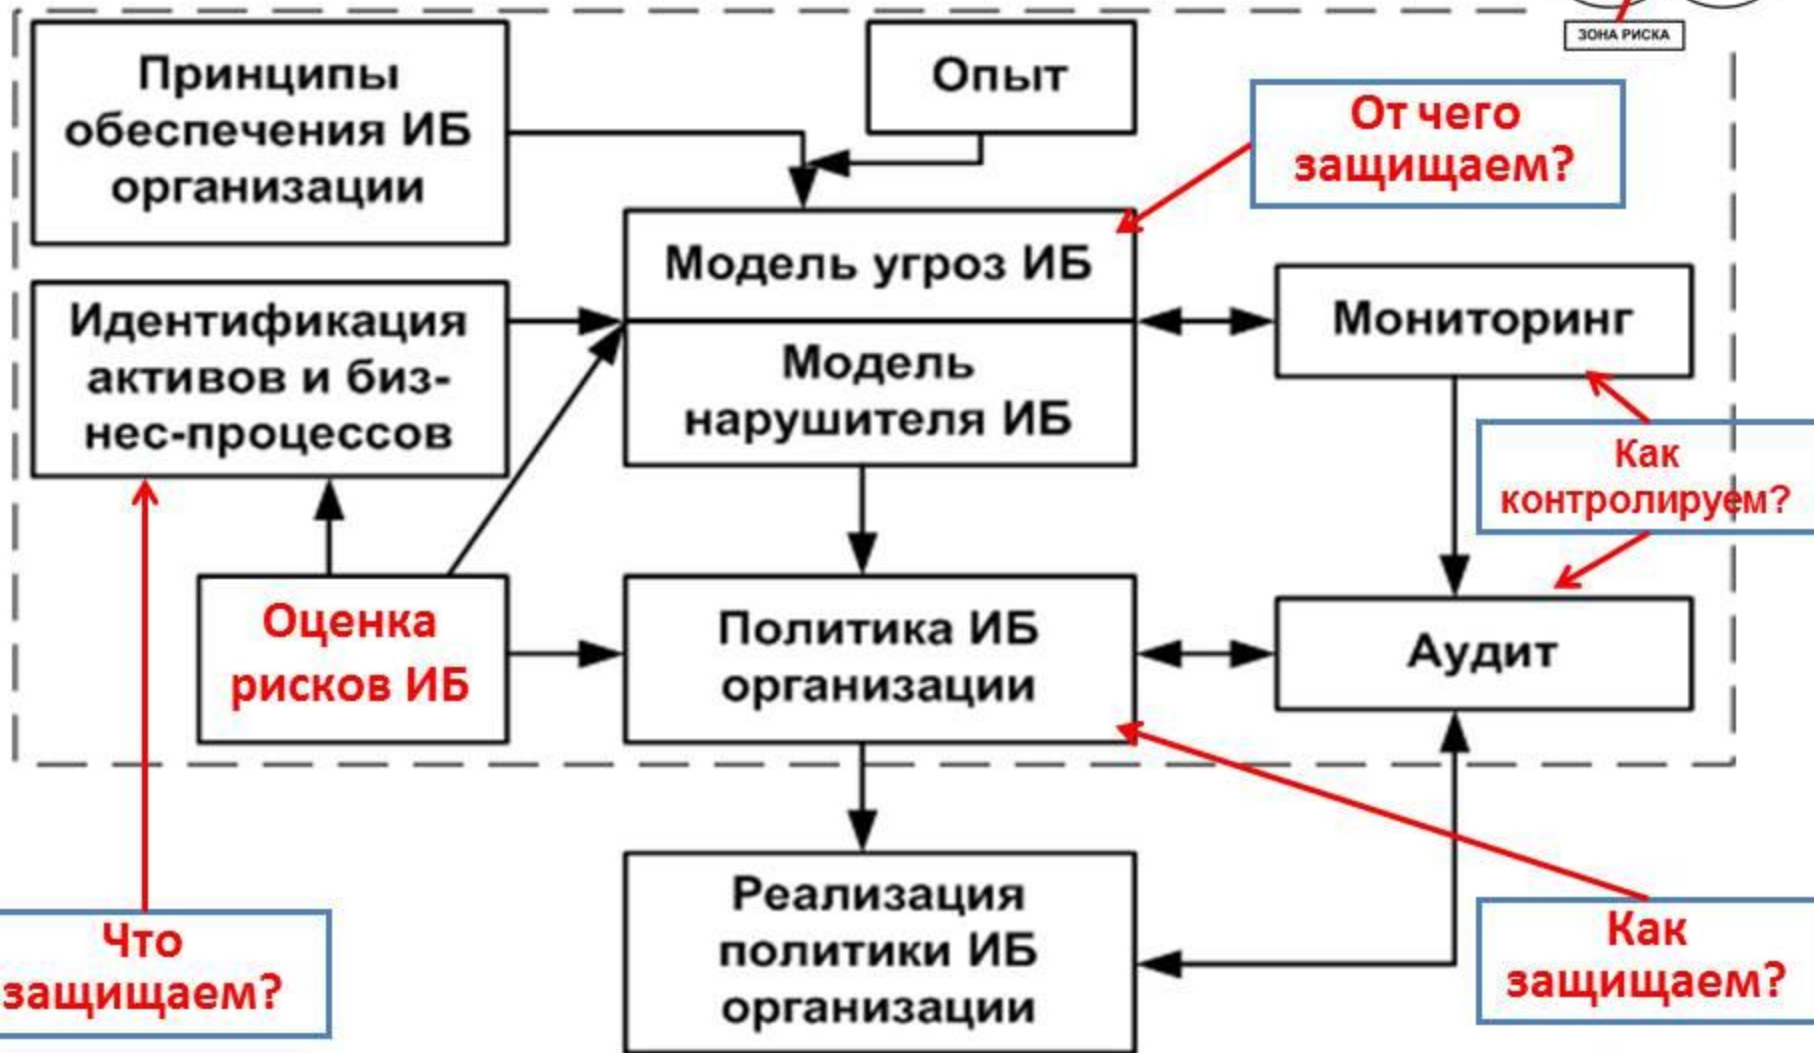 ЗОНА РИСКА
Принципы
обеспечения ИБ
организации
Опыт
От чего
защищаем?
Модель угроз ИБ
Идентификация
активов и биз-
нес-процессов
Модель
нарушителя ИБ
Мониторинг
Как
контролируем?
Оценка
рисков ИБ
Политика ИБ
организации
Аудит
Реализация
политики ИБ
организации
Что
защищаем?
Как
защищаем?